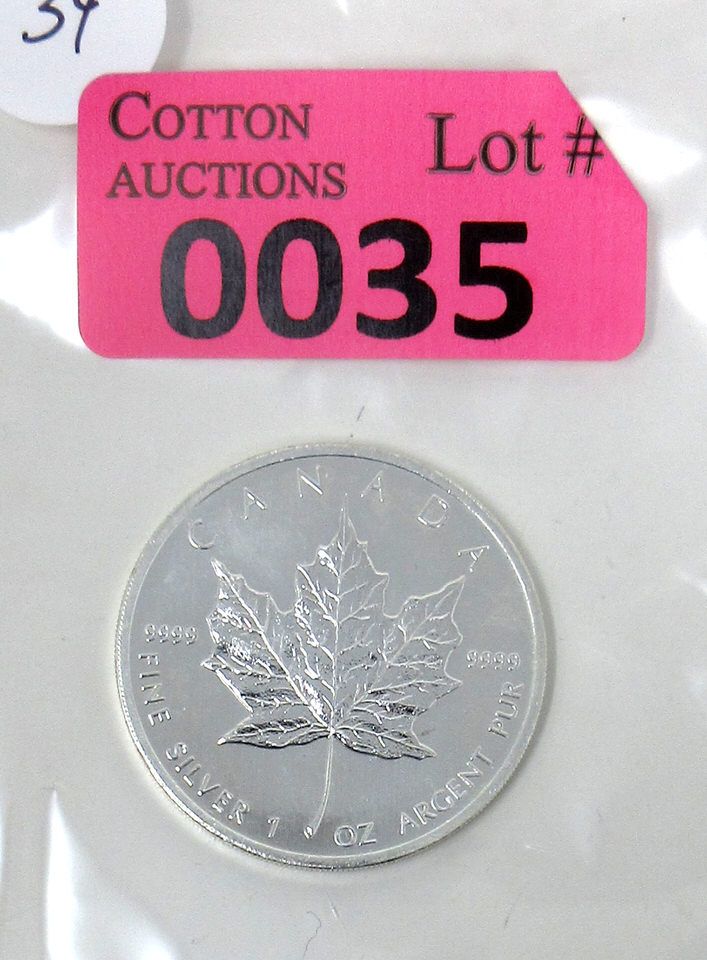 34
COTTON
AUCTIONS
Lot #
0035
CANADA
9999
9999
FINE SILVER 1 OZ ARGENT PUR